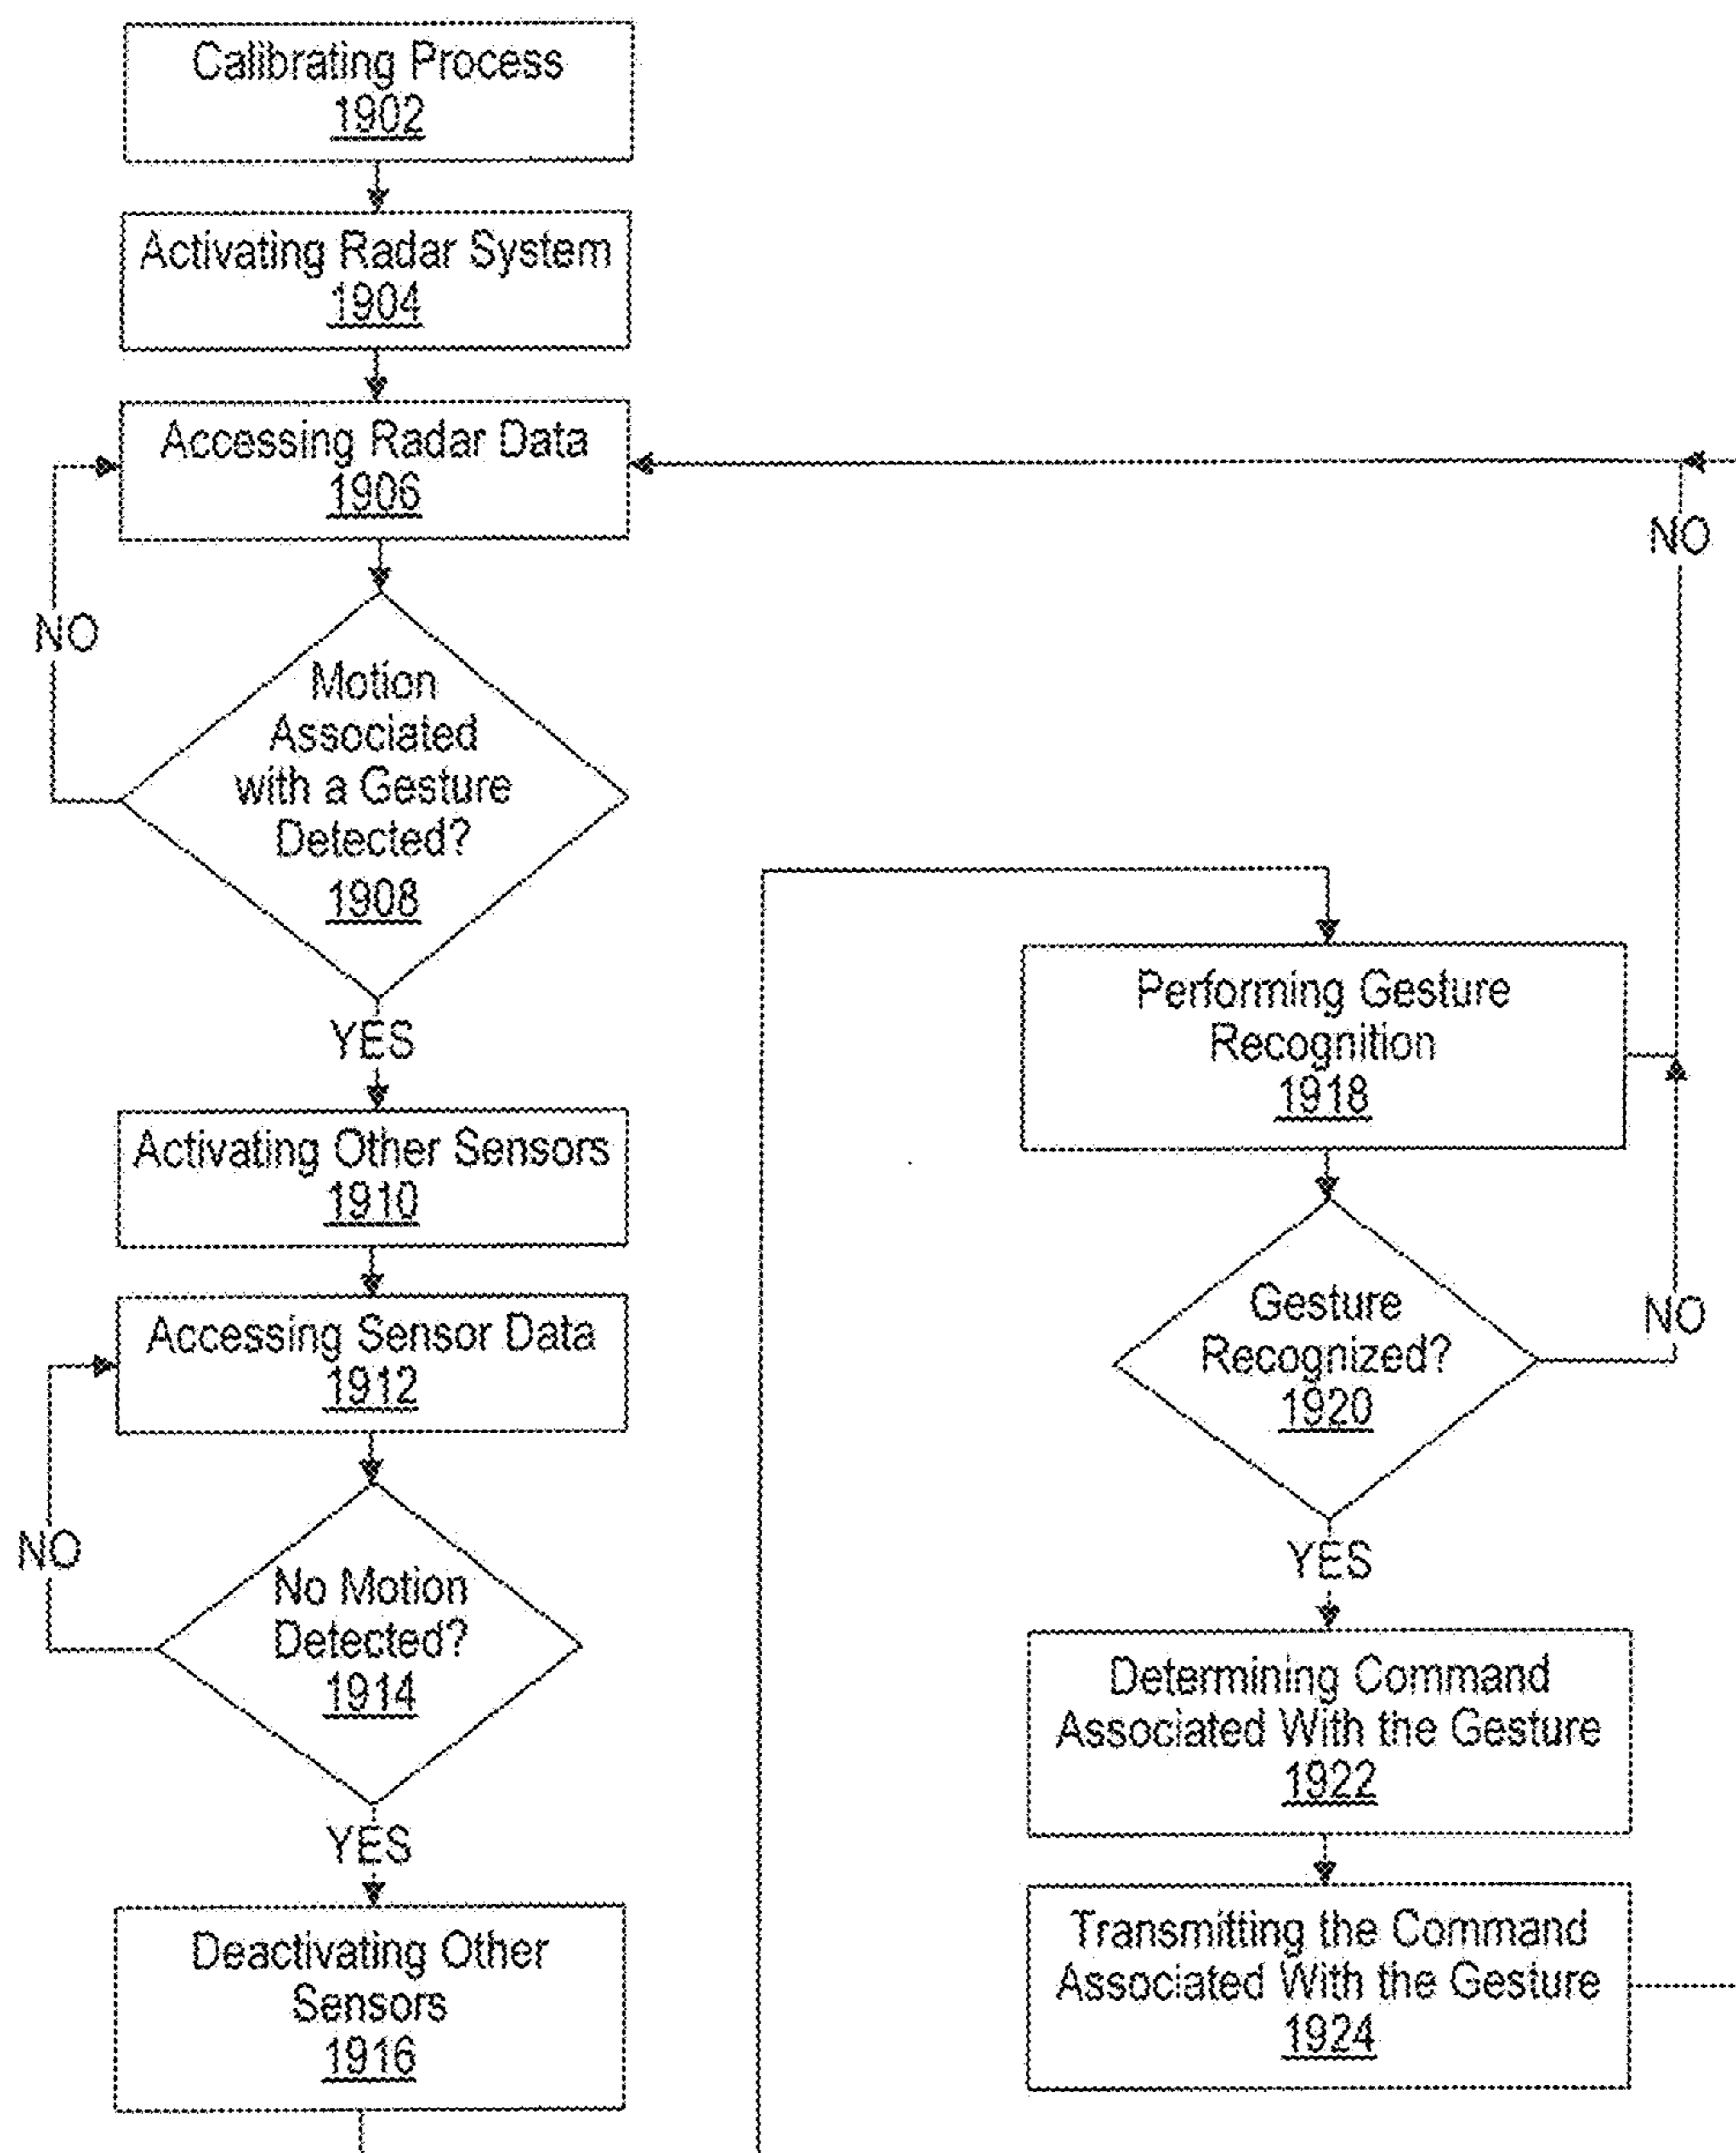 Calibrating Process
1902
Activating Radar System
1904
Accessing Radar Data
1906
NO
Motion
Associated
with a Gesture
Detected?
1908
YES
Activating Other Sensors
1910
Accessing Sensor Data
1912
NO
No Motion
Detected?
1914
YES
Deactivating Other
Sensors
1916
NO
Performing Gesture
Recognition
1918
Gesture
Recognized?
1920
NO
YES
Determining Command
Associated With the Gesture
1922
Transmitting the Command
Associated With the Gesture
1924